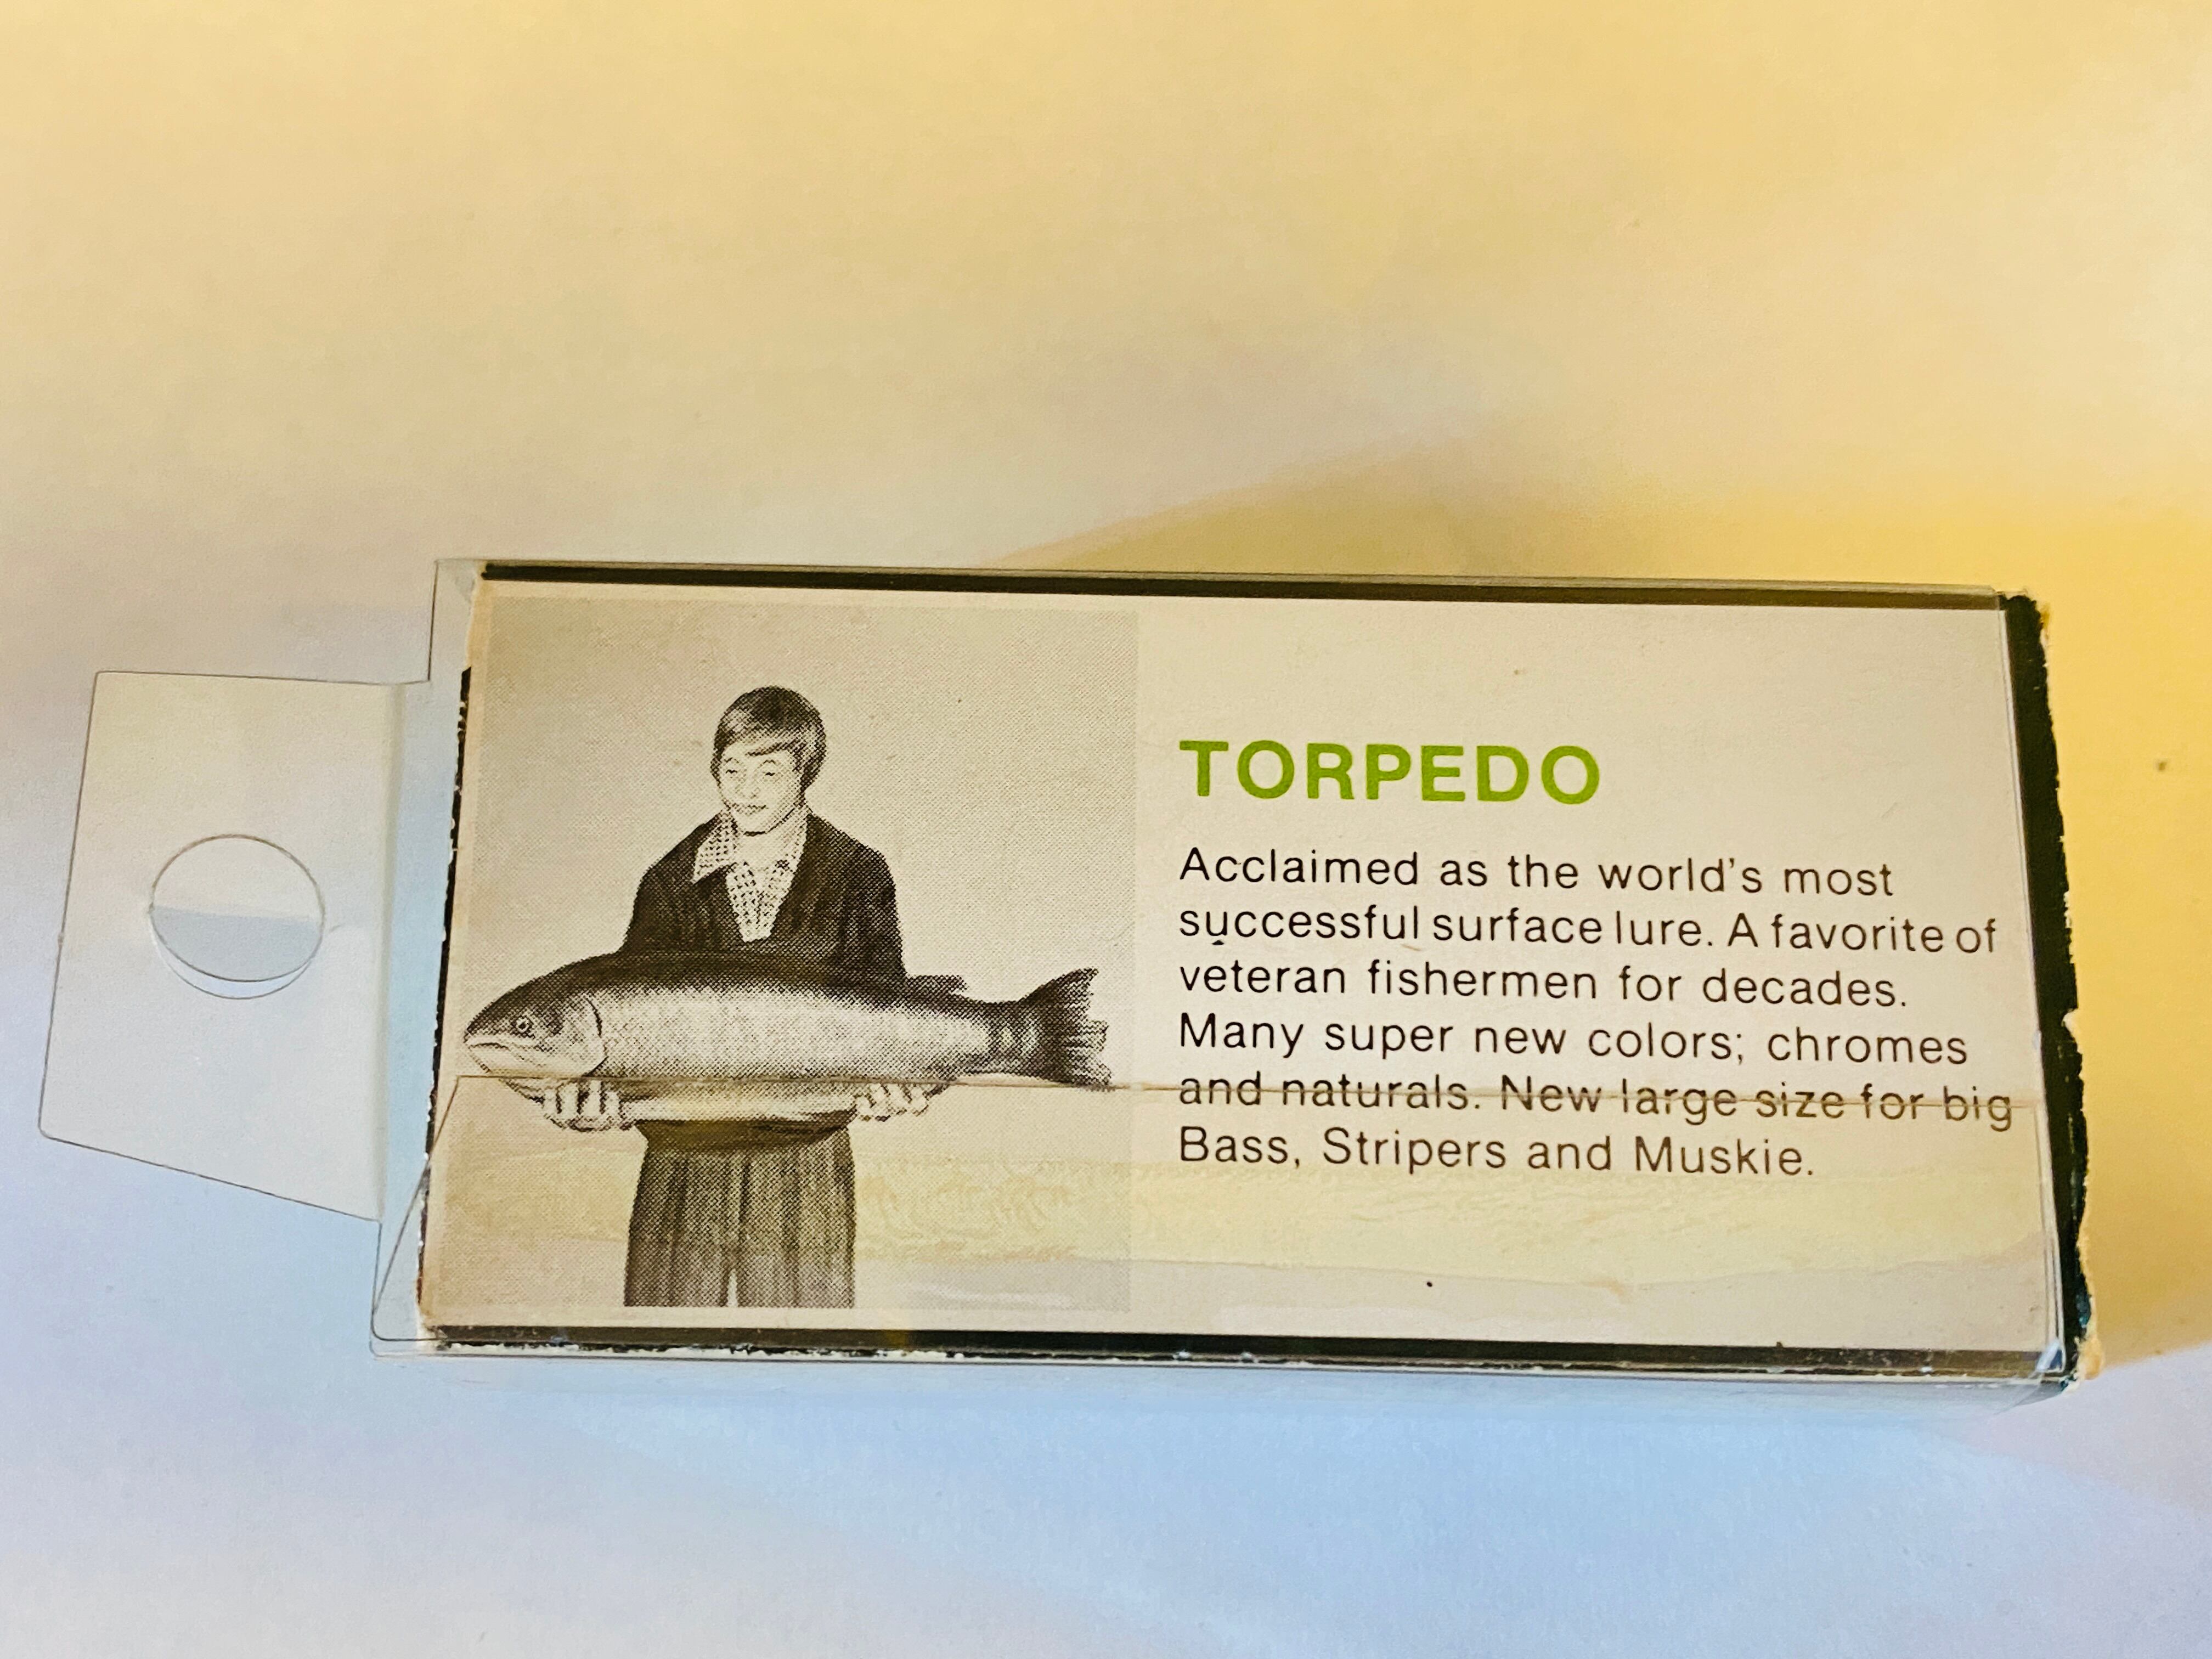 TORPEDO
Acclaimed as the world's most
successful surface lure. A favorite of
veteran fishermen for decades.
Many super new colors; chromes
and naturals. New large size for big
Bass, Stripers and Muskie.